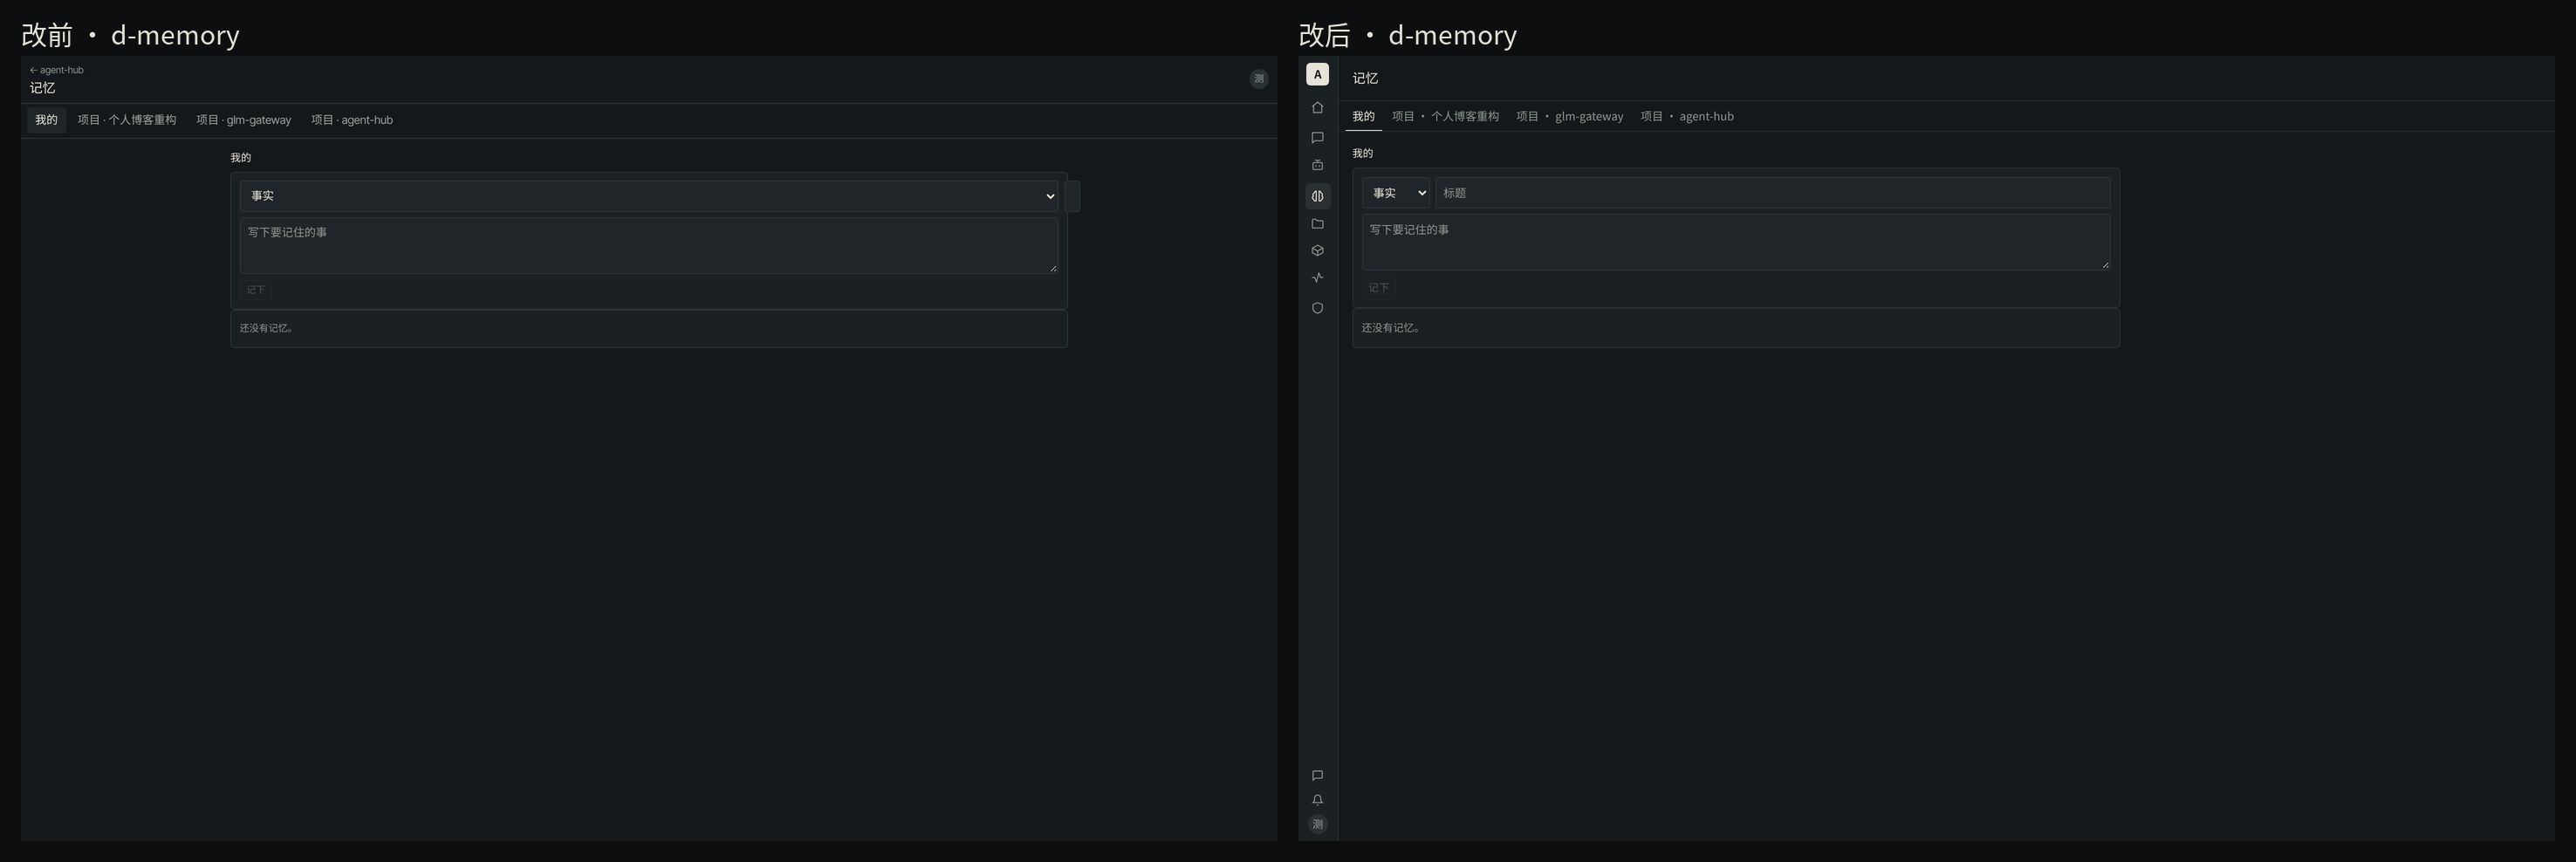 改前 · d-memory
← agent-hub
记忆
测
我的 项目 · 个人博客重构 项目 · glm-gateway 项目 · agent-hub
我的
事实
写下要记住的事
记下
还没有记忆。
改后 · d-memory
A
记忆
我的 项目 · 个人博客重构 项目 · glm-gateway 项目 · agent-hub
我的
事实 标题
写下要记住的事
记下
还没有记忆。
测